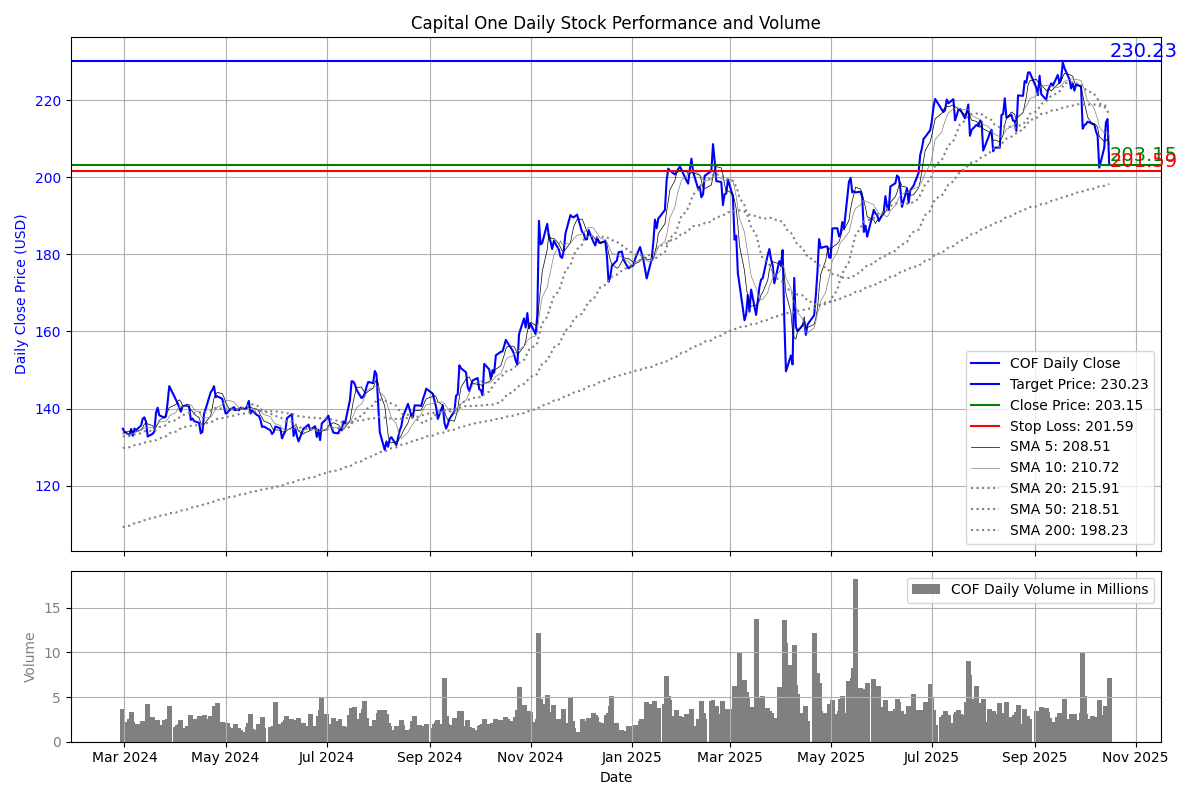 Capital One Daily Stock Performance and Volume
230.23
203.15
201.59
Daily Close Price (USD)
220
200
180
160
140
120
COF Daily Close
Target Price: 230.23
Close Price: 203.15
Stop Loss: 201.59
SMA 5: 208.51
SMA 10: 210.72
SMA 20: 215.91
SMA 50: 218.51
SMA 200: 198.23
COF Daily Volume in Millions
Volume
15
10
5
0
Mar 2024 May 2024 Jul 2024 Sep 2024 Nov 2024 Jan 2025 Mar 2025 May 2025 Jul 2025 Sep 2025 Nov 2025
Date